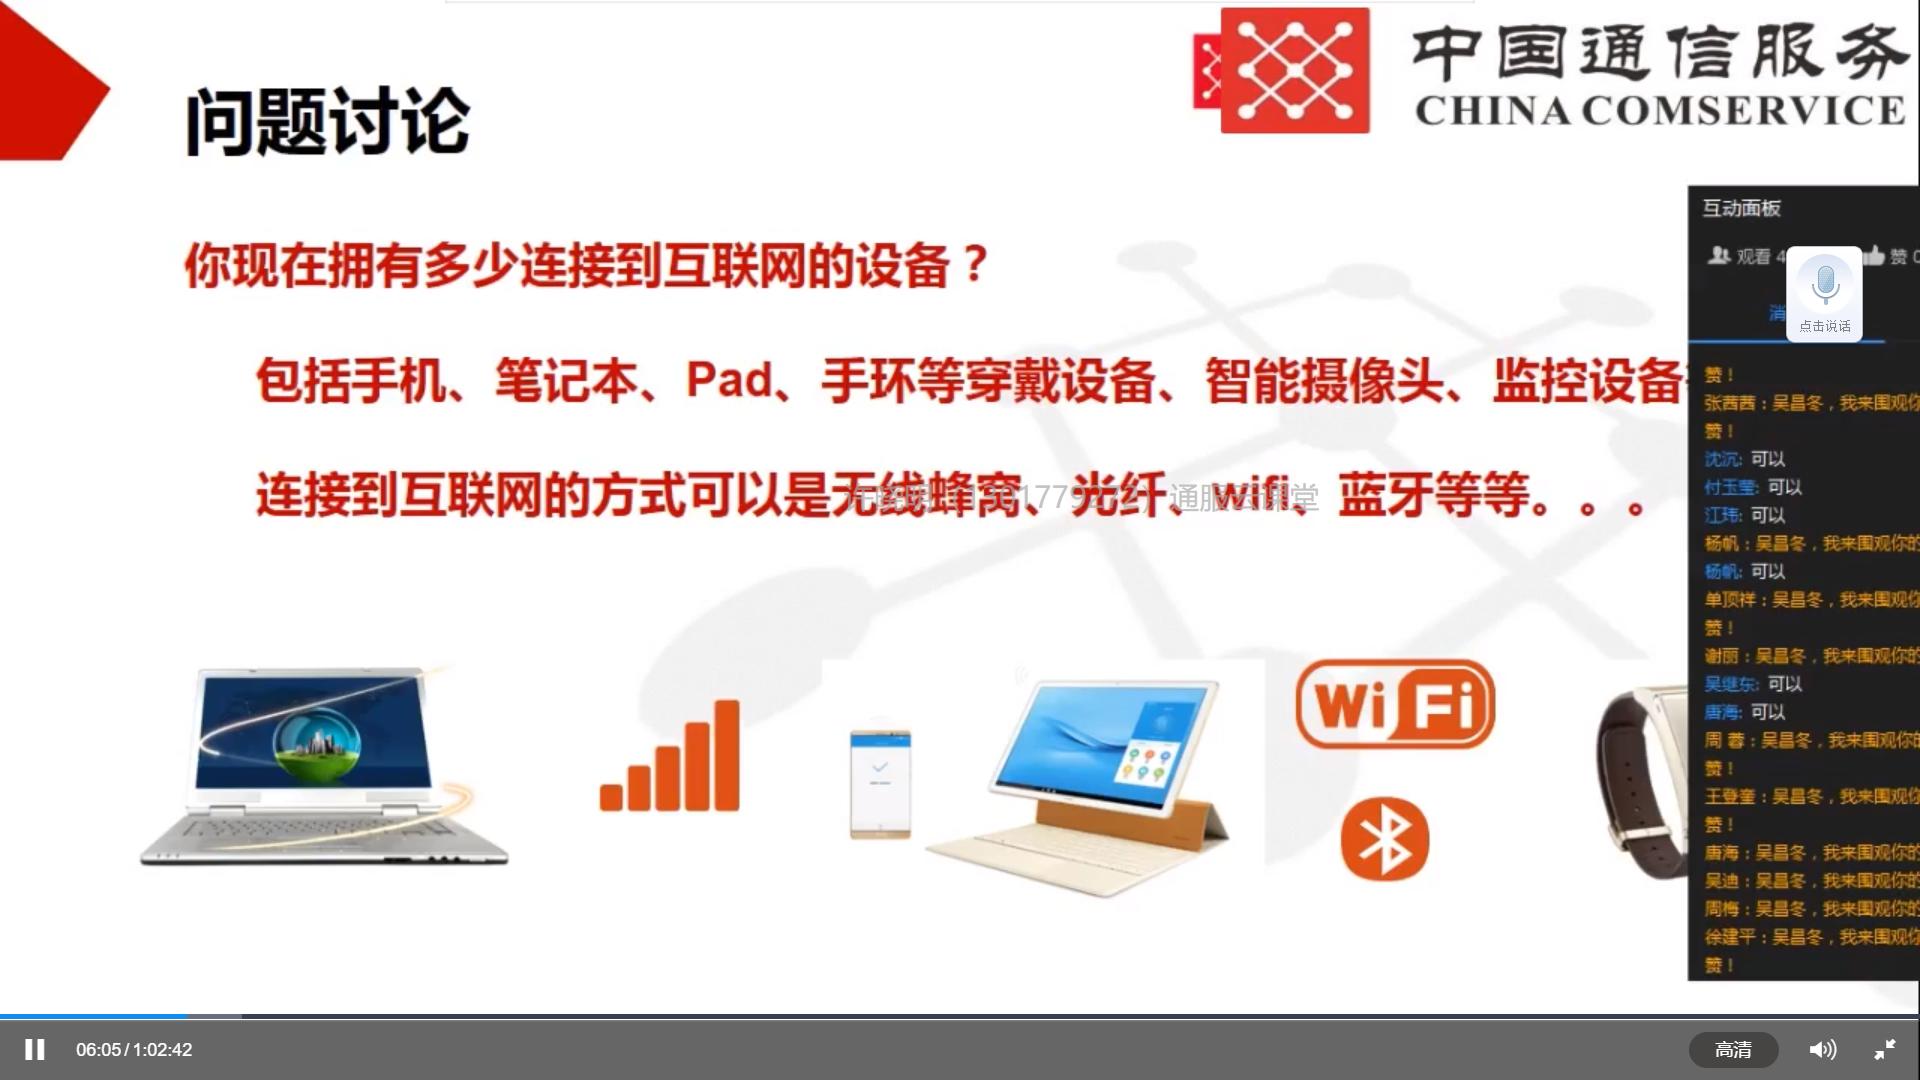 中国通信服务
CHINA COMSERVICE
问题讨论
你现在拥有多少连接到互联网的设备？
包括手机、笔记本、Pad、手环等穿戴设备、智能摄像头、监控设备
连接到互联网的方式可以是无线蜂窝、光纤、wifi、蓝牙等等。。。
通服云课堂
Wi Fi
互动面板
观看 4
赞 0
点击说话
消
赞！
张茜茜：吴昌冬，我来围观你
赞！
沈沉: 可以
付玉莹: 可以
江玮: 可以
杨帆：吴昌冬，我来围观你的
杨帆: 可以
单顶祥：吴昌冬，我来围观你
赞！
谢丽：吴昌冬，我来围观你的
吴继东: 可以
唐海: 可以
周 蓉：吴昌冬，我来围观你的
赞！
王登奎：吴昌冬，我来围观你
赞！
唐海：吴昌冬，我来围观你的
吴迪：吴昌冬，我来围观你的
周梅：吴昌冬，我来围观你的
徐建平：吴昌冬，我来围观你
赞！
06:05/1:02:42
高清